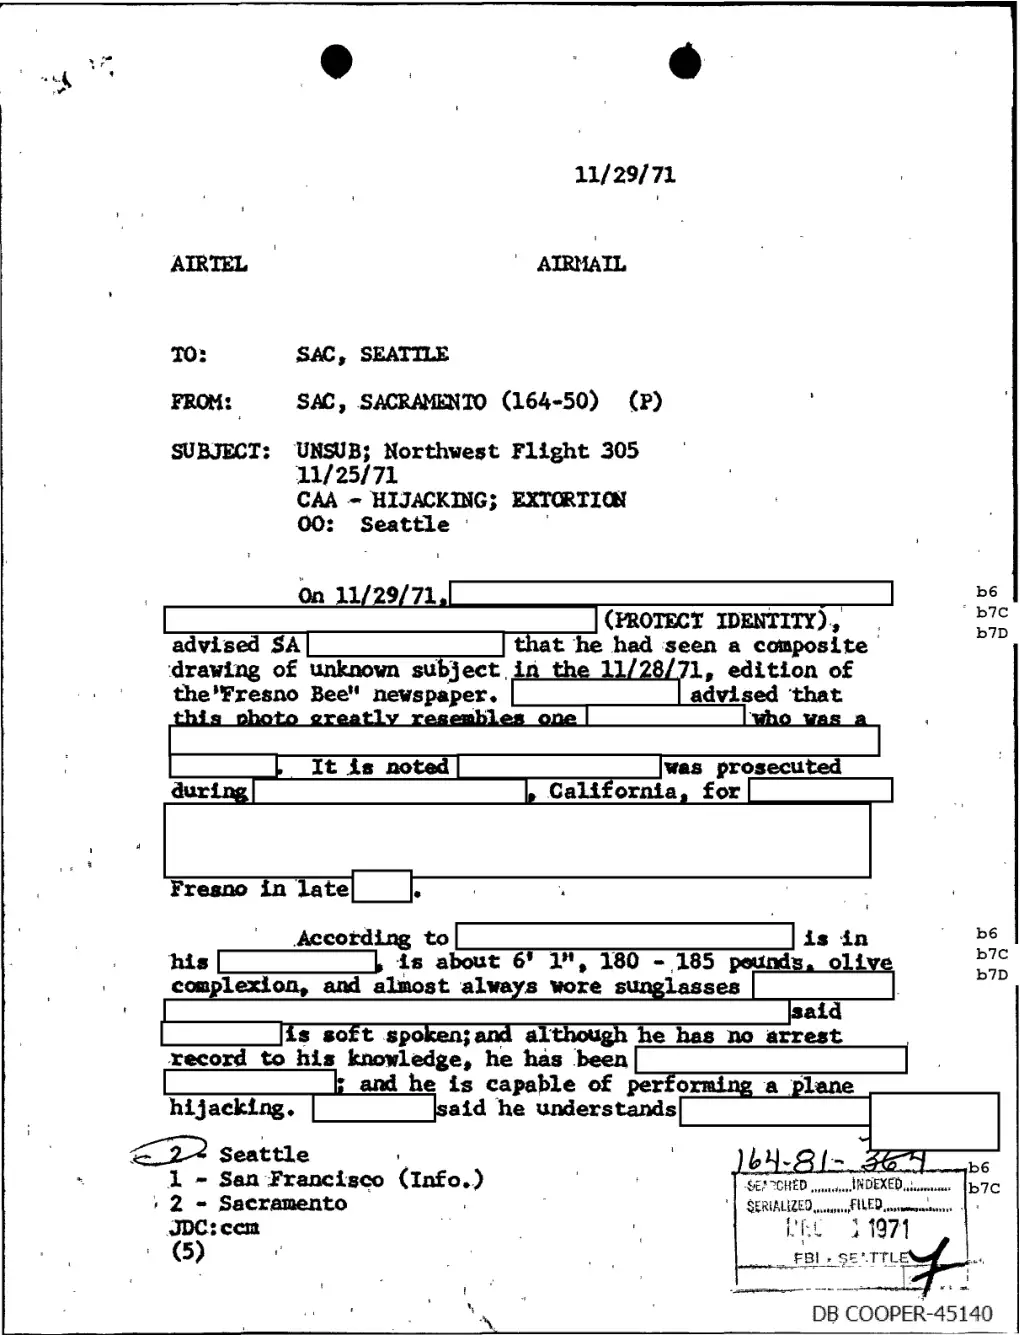 11/29/71
AIRTEL AIRMAIL
TO: SAC, SEATTLE
FROM: SAC, SACRAMENTO (164-50) (P)
SUBJECT: UNSUB; Northwest Flight 305
11/25/71
CAA - HIJACKING; EXTORTION
OO: Seattle
On 11/29/71, b6
(PROTECT IDENTITY), b7C
advised SA that he had seen a composite b7D
drawing of unknown subject in the 11/28/71, edition of
the "Fresno Bee" newspaper. advised that
this photo greatly resembles one who was a
. It is noted was prosecuted
during , California, for
Fresno in late .
According to is in b6
his , is about 6' 1", 180 - 185 pounds, olive b7C
complexion, and almost always wore sunglasses b7D
said
is soft spoken; and although he has no arrest
record to his knowledge, he has been
; and he is capable of performing a plane
hijacking. said he understands
2 - Seattle
1 - San Francisco (Info.)
2 - Sacramento
JDC:ccm
(5)
164-81-364
b6
b7C
SEARCHED INDEXED
SERIALIZED FILED
DEC 1971
FBI - SEATTLE
DB COOPER-45140